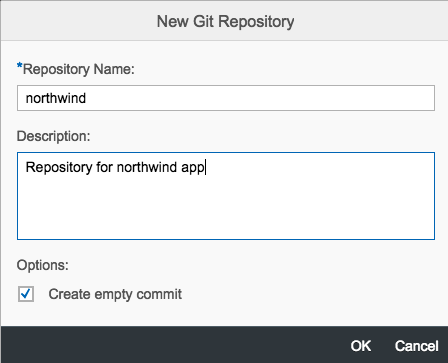 New Git Repository
*Repository Name:
northwind
Description:
Repository for northwind app
Options:
Create empty commit
OK Cancel